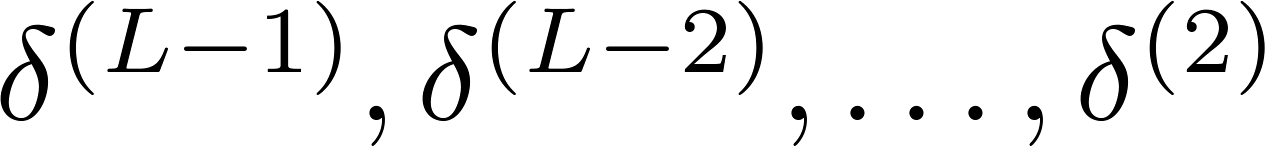 δ^{(L−1)}, δ^{(L−2)}, . . . , δ^{(2)}